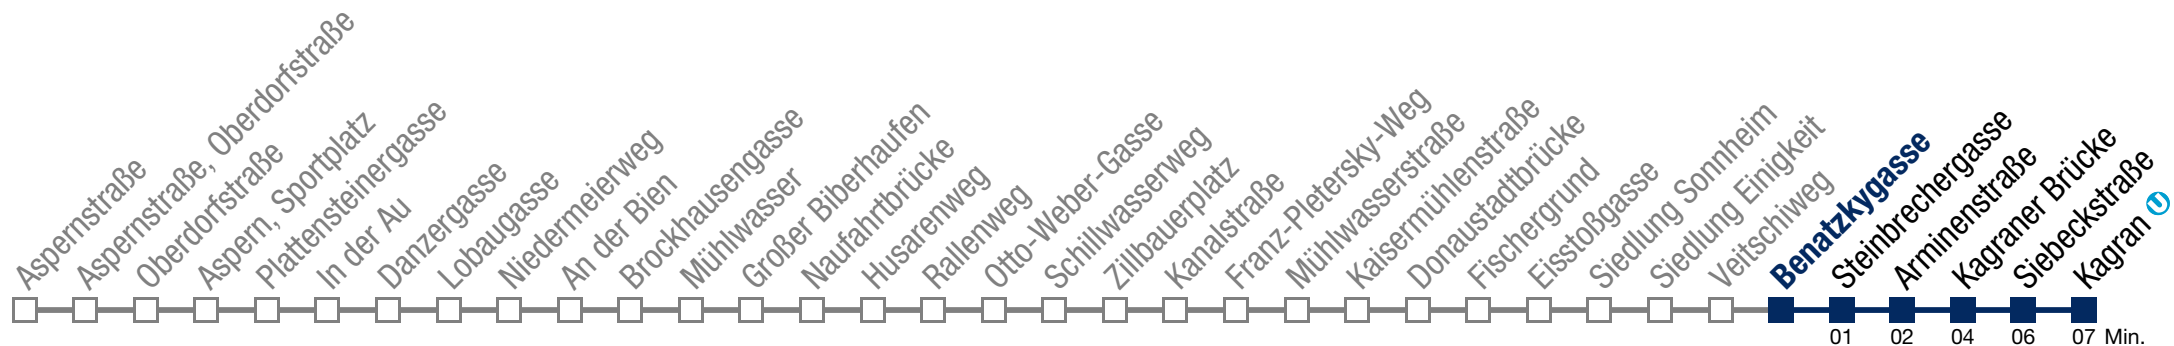 Aspernstraße
Aspernstraße, Oberdorfstraße
Oberdorfstraße
Aspern, Sportplatz
Plattensteinergasse
In der Au
Danzergasse
Lobaugasse
Niedermeierweg
An der Bien
Brockhausengasse
Mühlwasser
Großer Biberhaufen
Naufahrtbrücke
Husarenweg
Rallenweg
Otto-Weber-Gasse
Schillwasserweg
Zillbauerplatz
Kanalstraße
Franz-Pletersky-Weg
Mühlwasserstraße
Kaisermühlenstraße
Donaustadtbrücke
Fischergrund
Eisstoßgasse
Siedlung Sonnheim
Siedlung Einigkeit
Veitschiweg
Benatzkygasse
Steinbrechergasse
Arminenstraße
Kagraner Brücke
Siebeckstraße
Kagran U
01 02 04 06 07 Min.